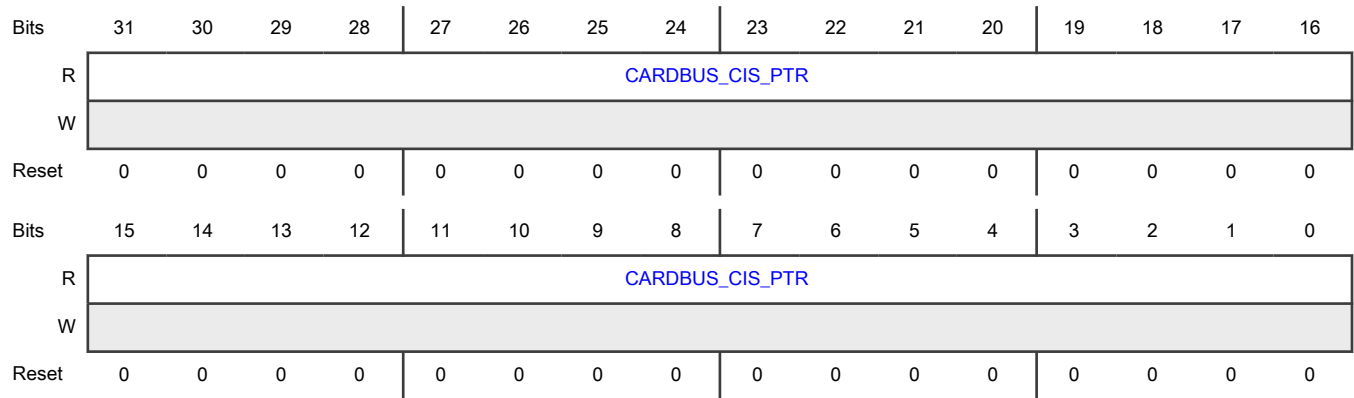 Bits 31 30 29 28 27 26 25 24 23 22 21 20 19 18 17 16
R CARDBUS_CIS_PTR
W
Reset 0 0 0 0 0 0 0 0 0 0 0 0 0 0 0 0
Bits 15 14 13 12 11 10 9 8 7 6 5 4 3 2 1 0
R CARDBUS_CIS_PTR
W
Reset 0 0 0 0 0 0 0 0 0 0 0 0 0 0 0 0